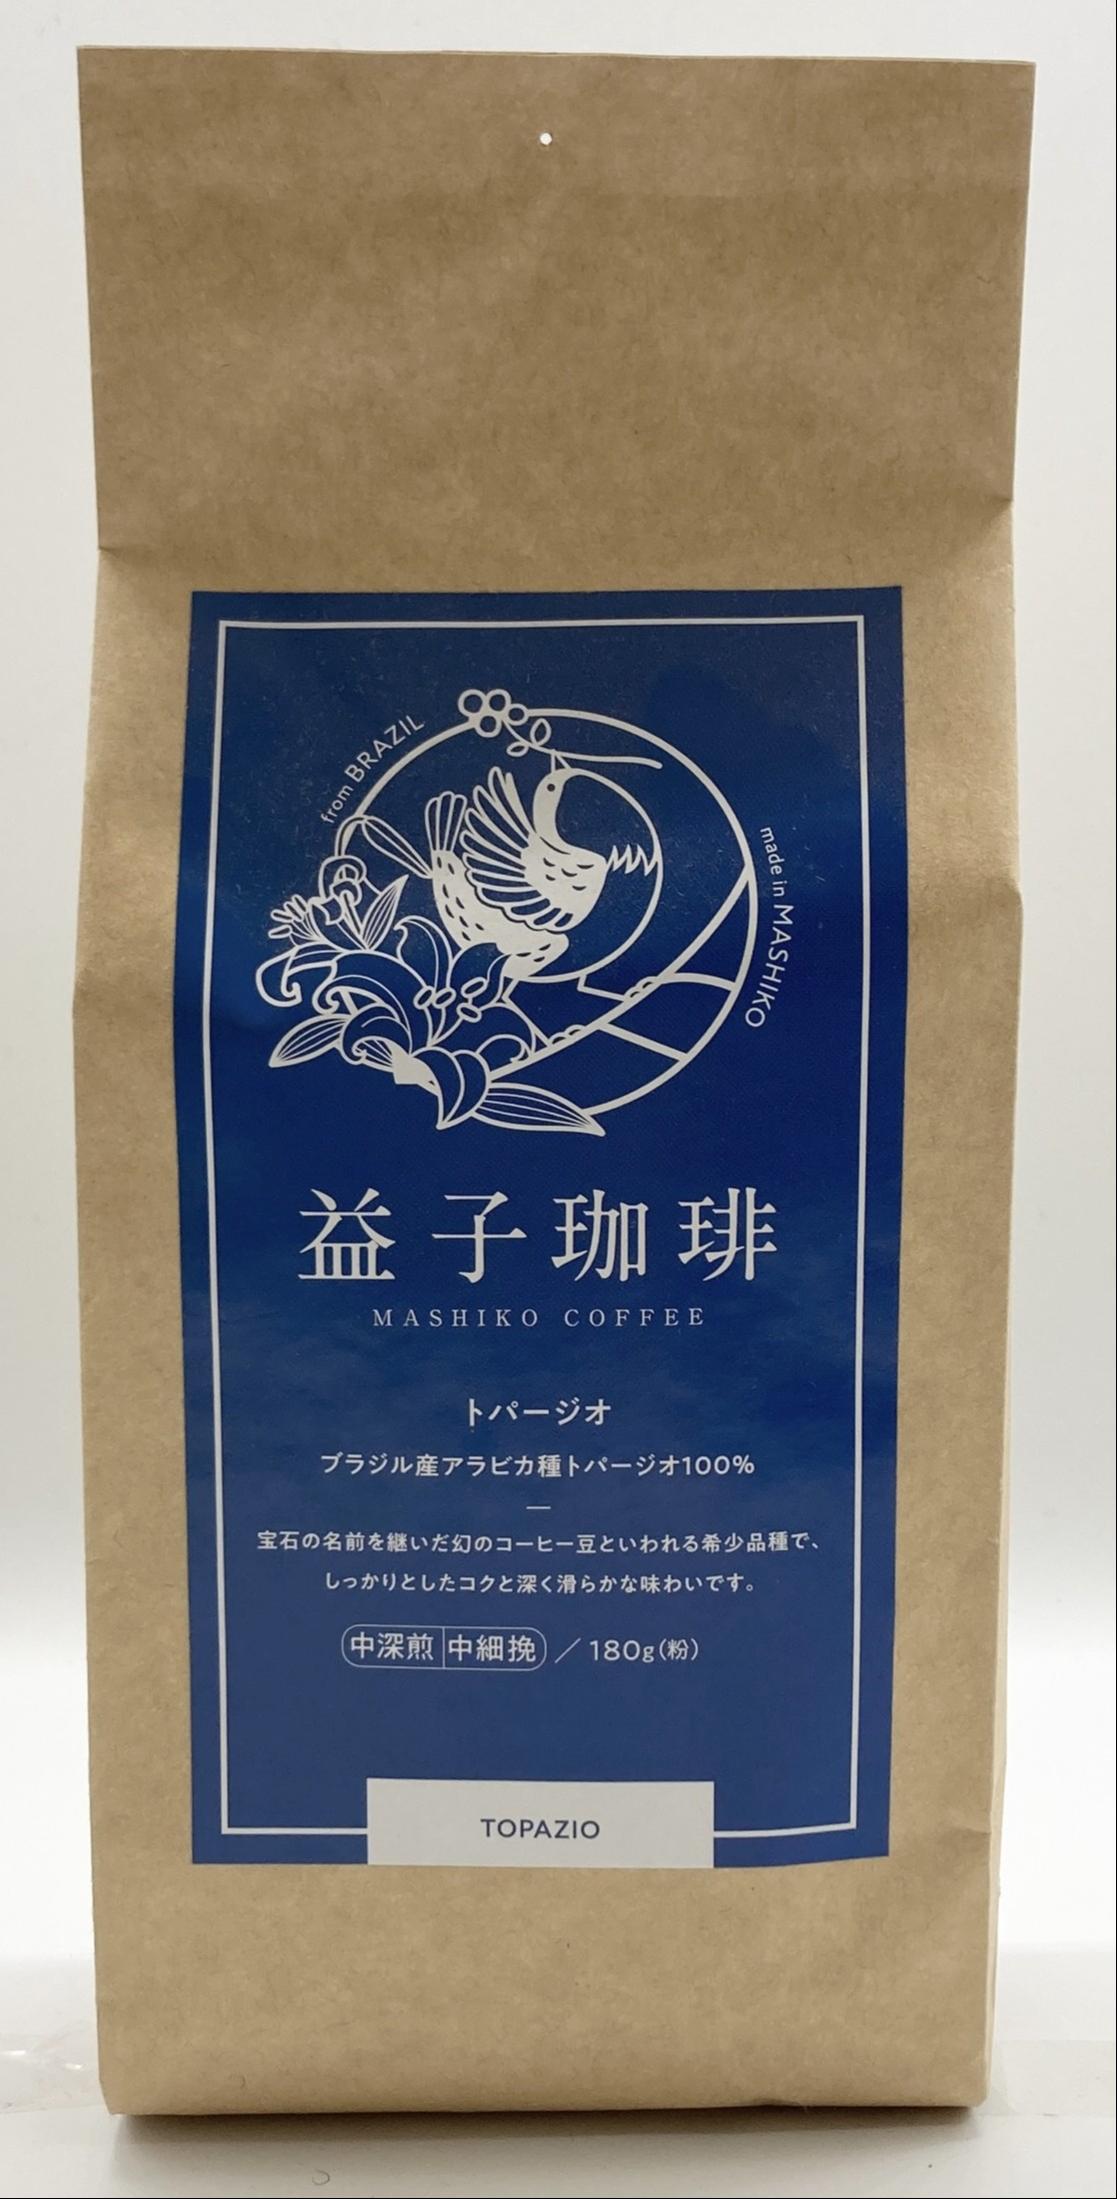 from BRAZIL
made in MASHIKO
益子珈琲
MASHIKO COFFEE
トパージオ
ブラジル産アラビカ種トパージオ100%
宝石の名前を継いだ幻のコーヒー豆といわれる希少品種で、
しっかりとしたコクと深く滑らかな味わいです。
中深煎 中細挽 ／ 180g(粉)
TOPAZIO